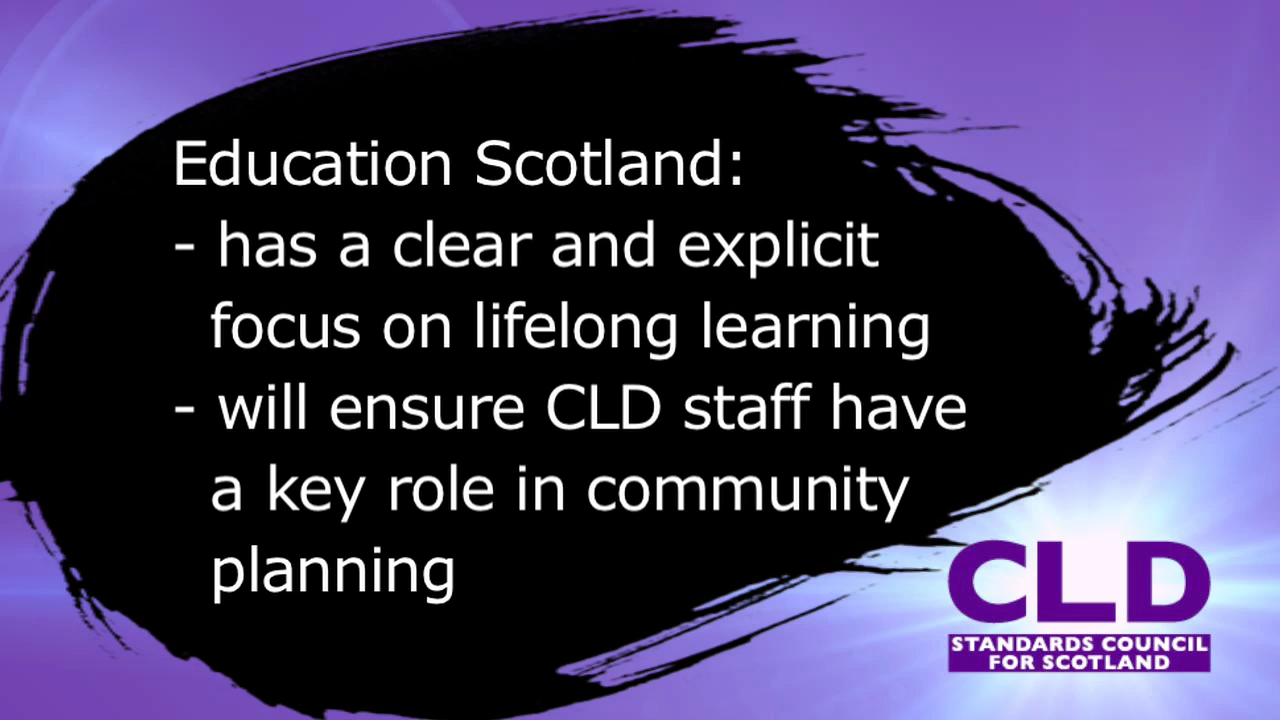 Education Scotland:
- has a clear and explicit
focus on lifelong learning
- will ensure CLD staff have
a key role in community
planning
CLD
STANDARDS COUNCIL
FOR SCOTLAND